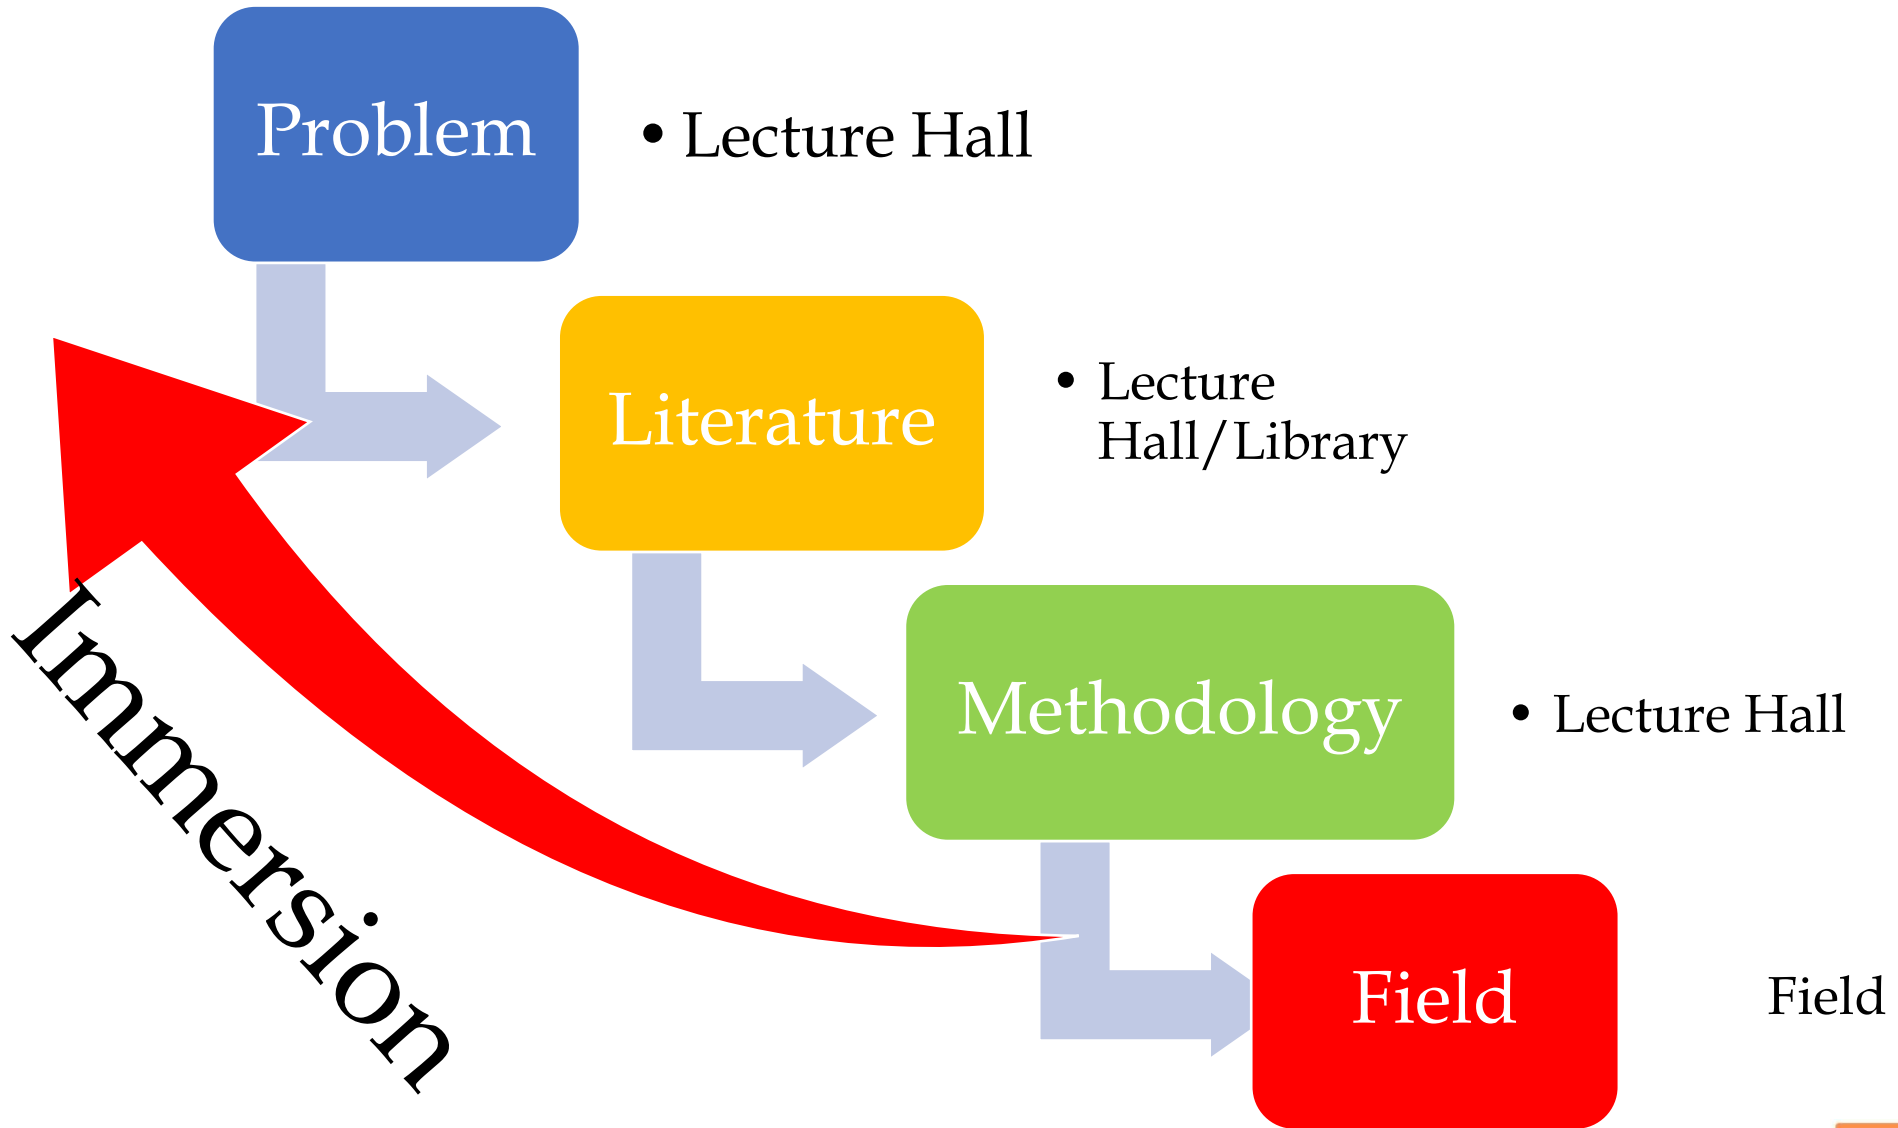 Problem
• Lecture Hall
Literature
• Lecture
Hall/Library
Methodology
• Lecture Hall
Immersion
Field
Field